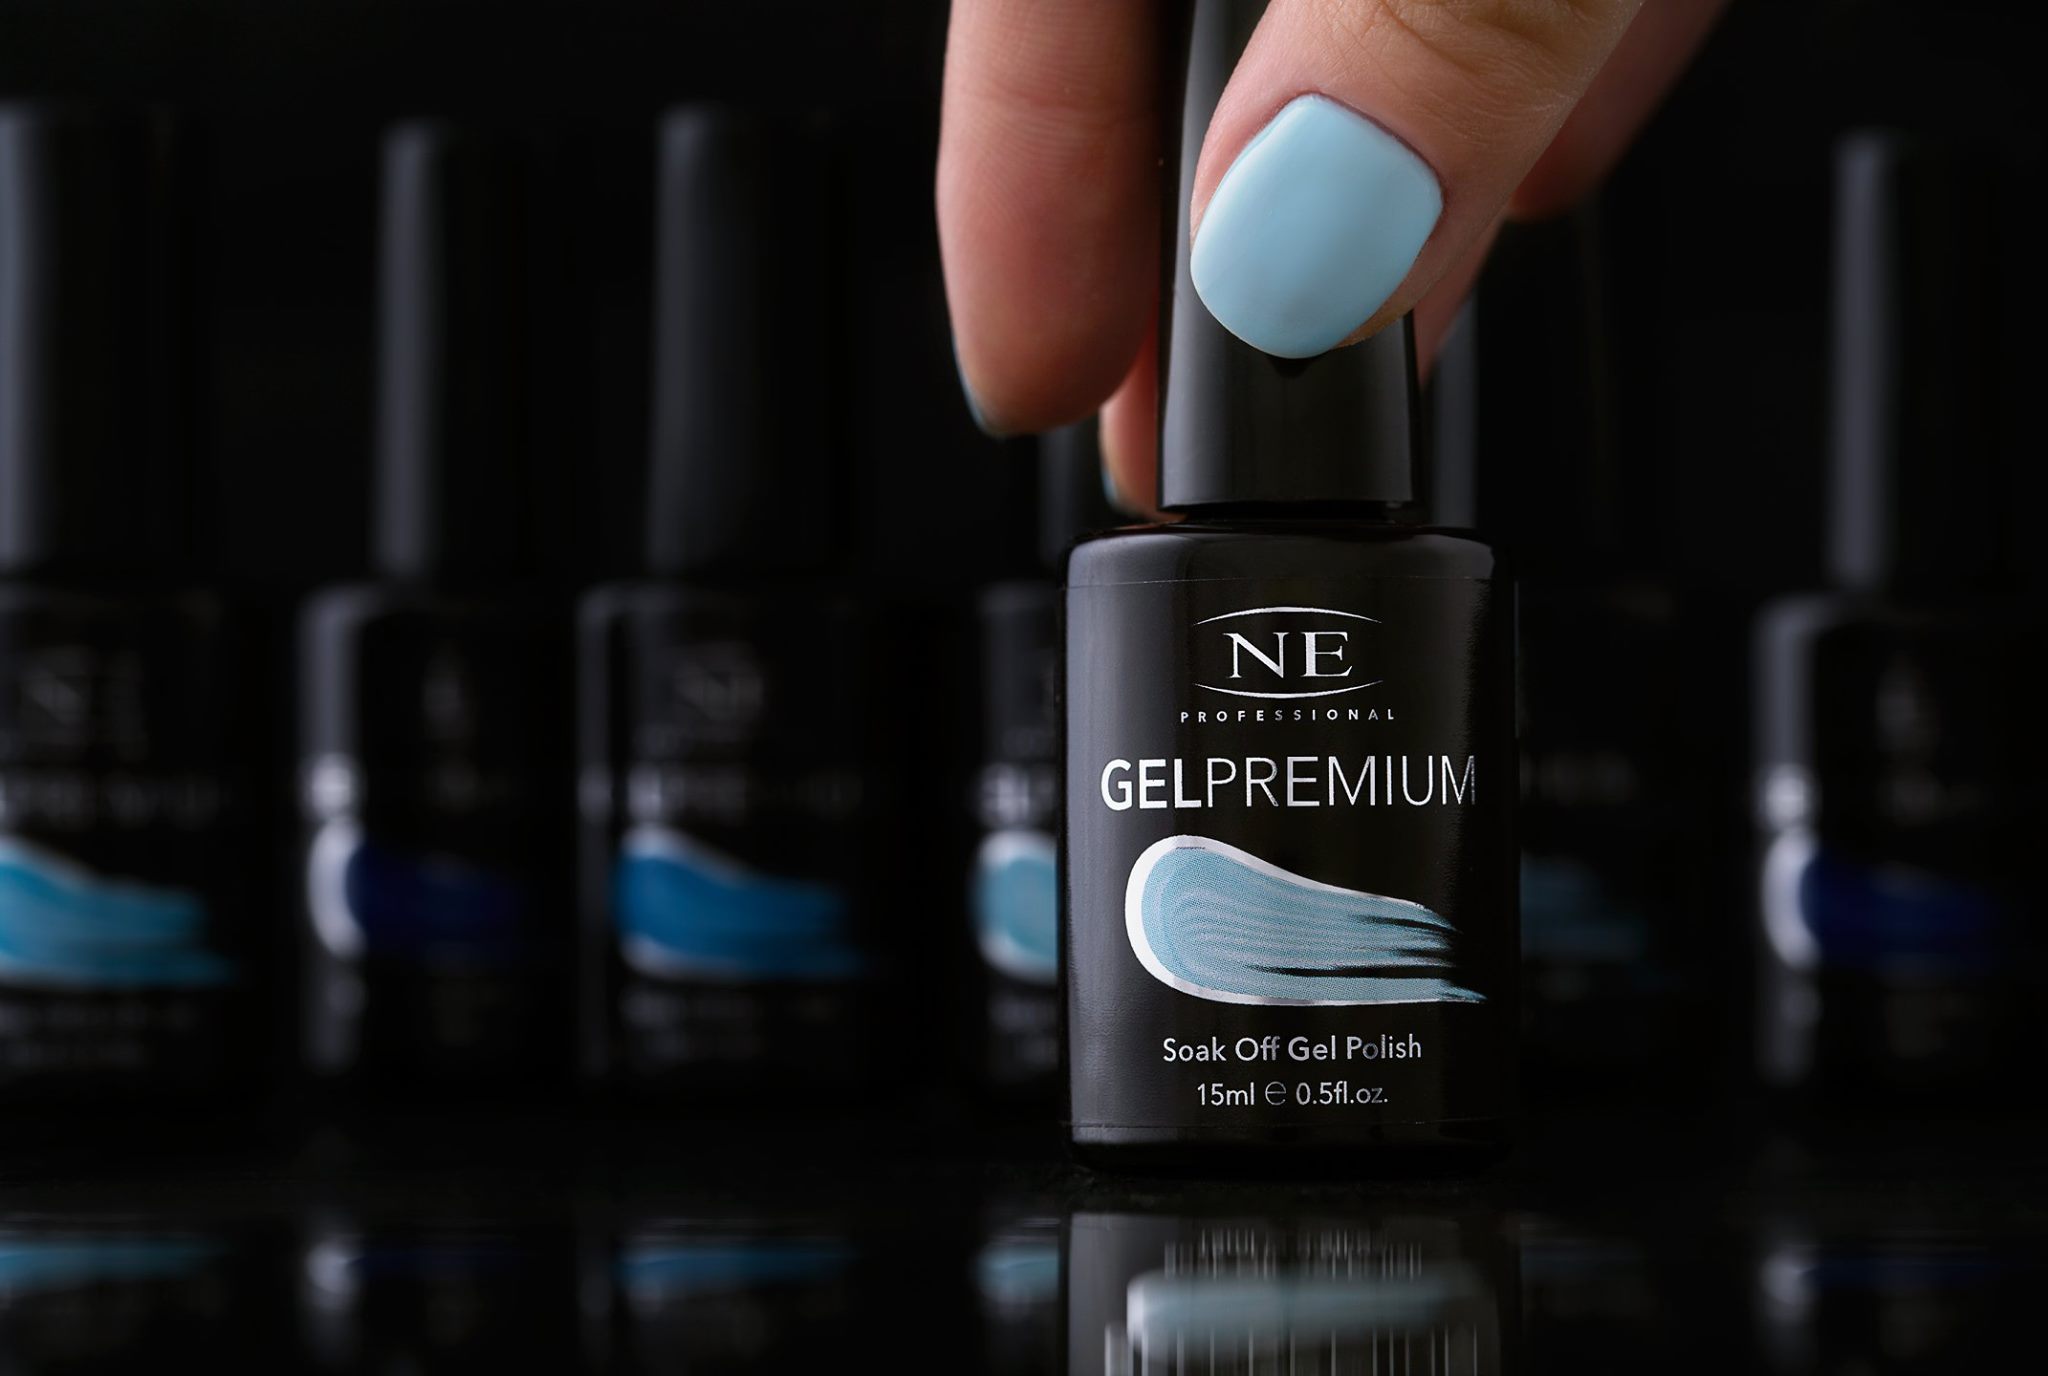 NE
PROFESSIONAL
GELPREMIUM
Soak Off Gel Polish
15ml ℮ 0.5fl.oz.